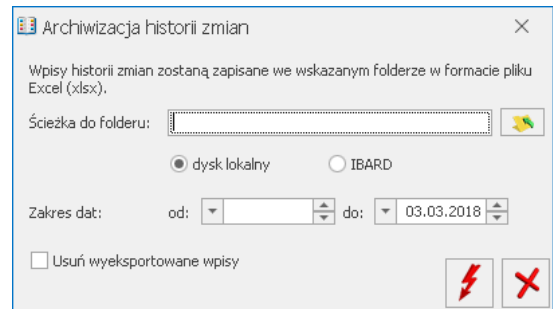 Archiwizacja historii zmian
Wpisy historii zmian zostaną zapisane we wskazanym folderze w formacie pliku
Excel (xlsx).
Ścieżka do folderu:
dysk lokalny IBARD
Zakres dat: od: do: 03.03.2018
Usuń wyeksportowane wpisy